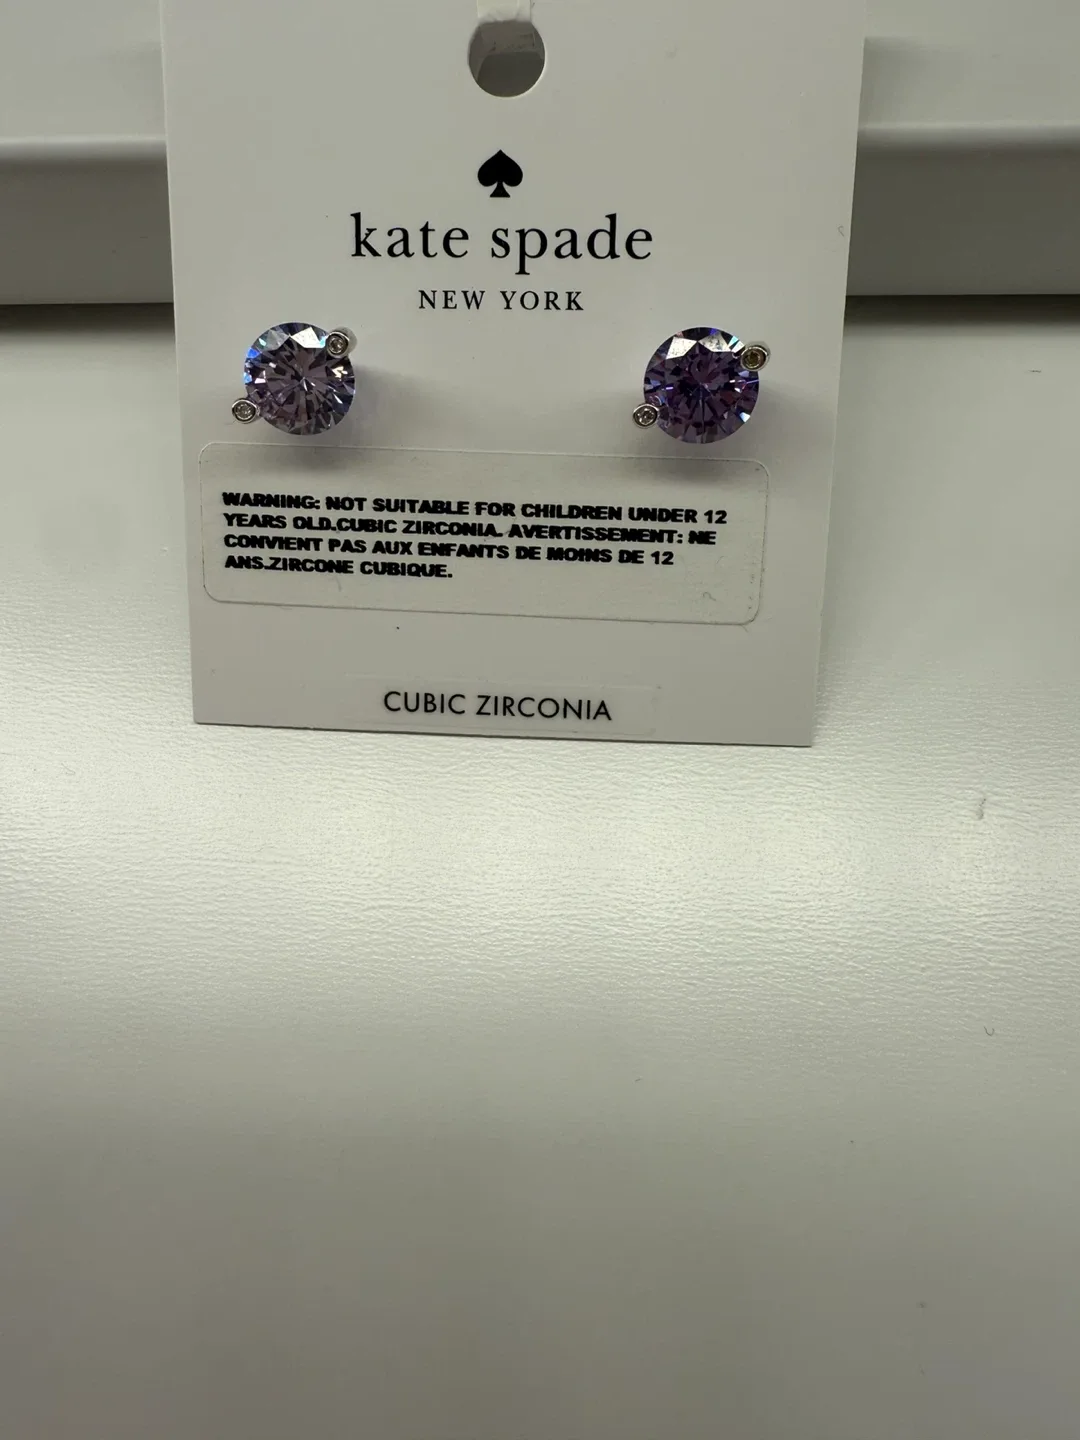 kate spade
NEW YORK
WARNING: NOT SUITABLE FOR CHILDREN UNDER 12
YEARS OLD.CUBIC ZIRCONIA. AVERTISSEMENT: NE
CONVIENT PAS AUX ENFANTS DE MOINS DE 12
ANS.ZIRCONE CUBIQUE.
CUBIC ZIRCONIA